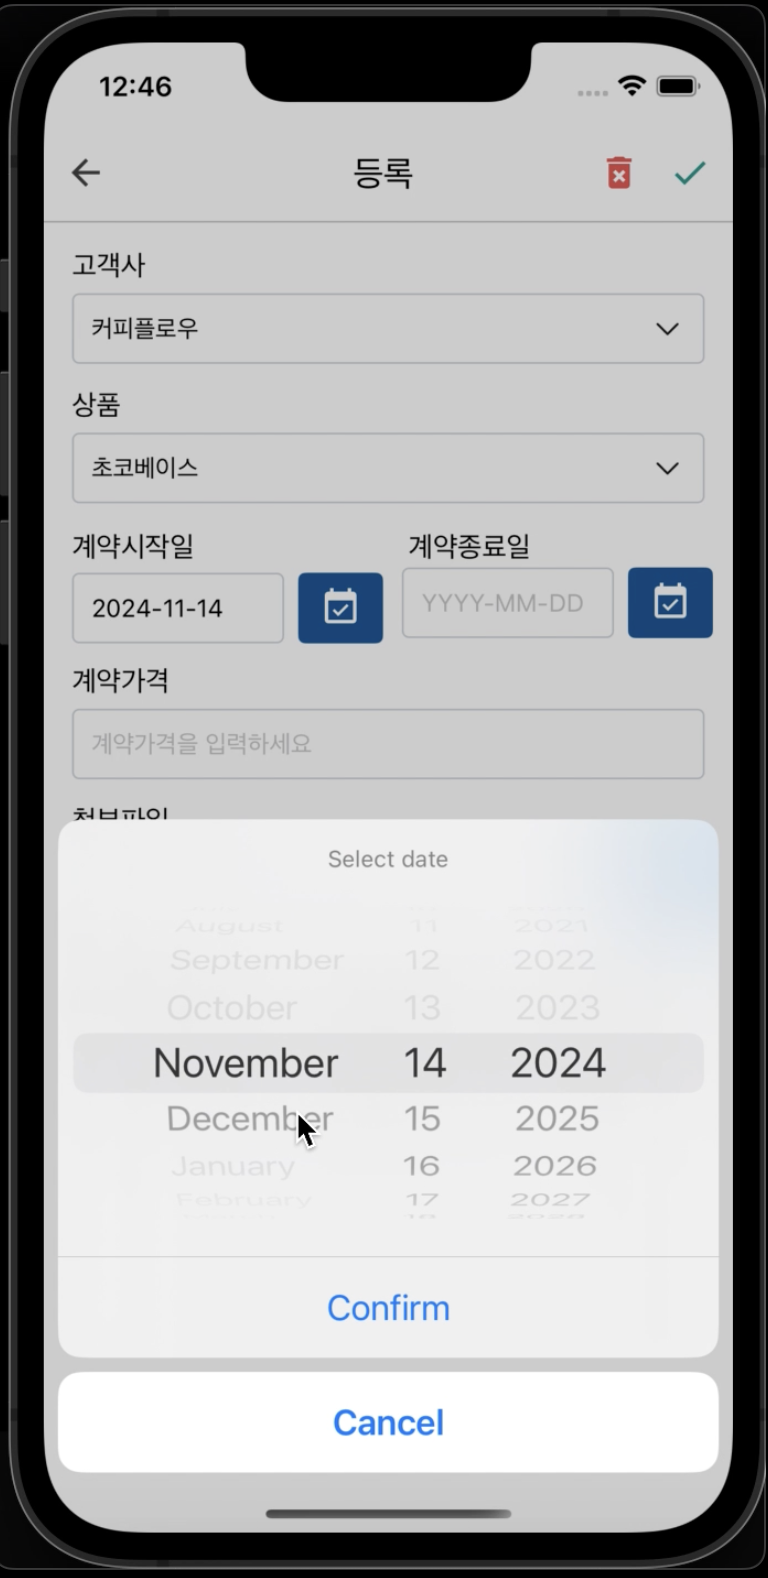 12:46
등록
고객사
커피플로우
상품
초코베이스
계약시작일 계약종료일
2024-11-14 YYYY-MM-DD
계약가격
계약가격을 입력하세요
첨부파일
Select date
August 11 2021
September 12 2022
October 13 2023
November 14 2024
December 15 2025
January 16 2026
February 17 2027
18 2028
Confirm
Cancel